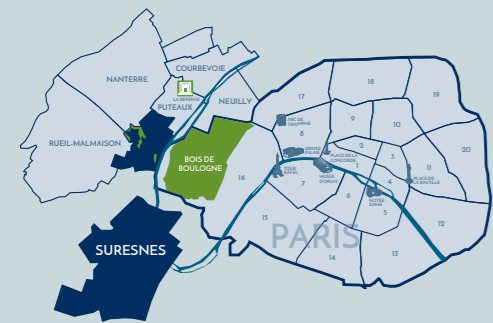 COURBEVOIE
NANTERRE
LA DÉFENSE
PUTEAUX
NEUILLY
RUEIL-MALMAISON
BOIS DE
BOULOGNE
SURESNES
PARIS
17
18
19
ARC DE
TRIOMPHE
8
9
10
GRAND
PALAIS
PLACE DE LA
CONCORDE
2
3
11
20
1
TOUR
EIFFEL
MUSÉE
D'ORSAY
16
7
4
PLACE DE
LA BASTILLE
NOTRE
DAME
6
5
15
12
14
13